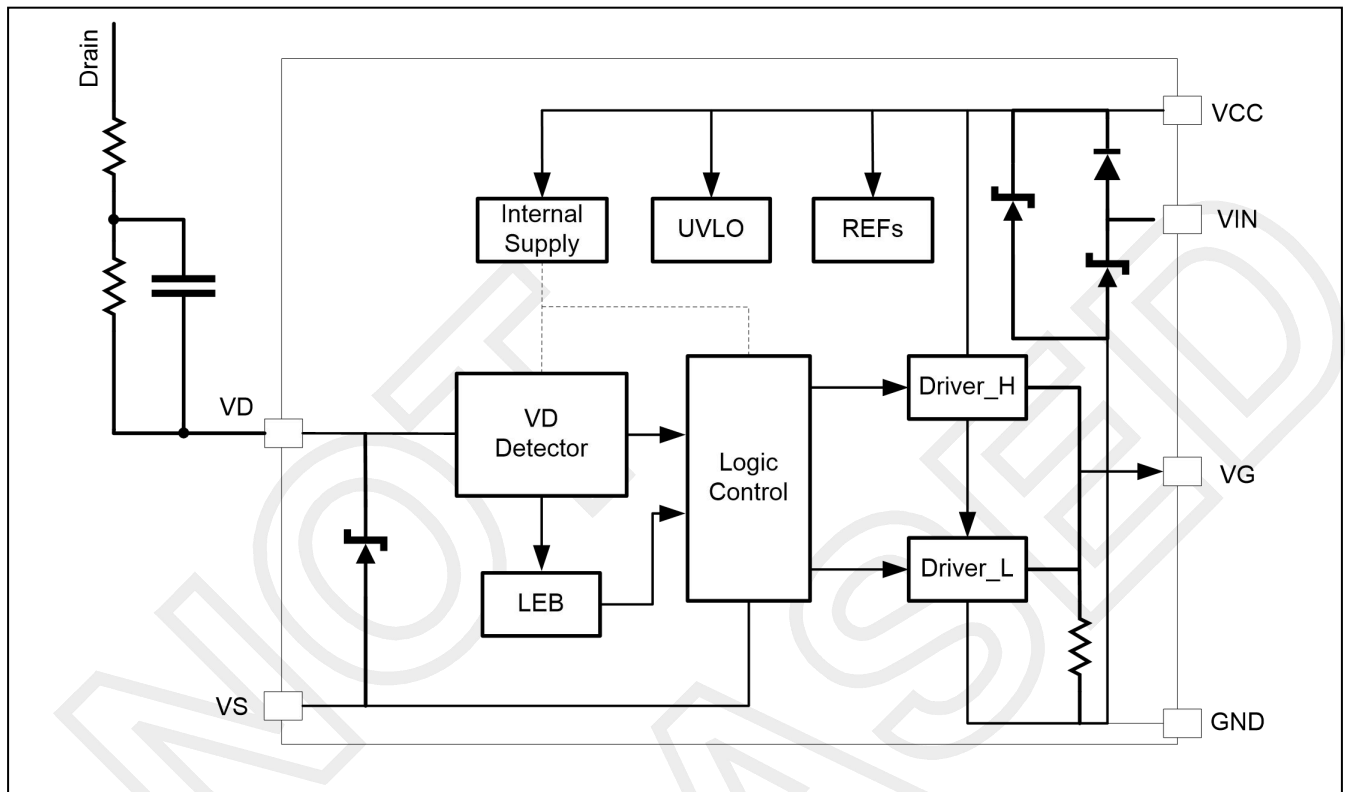 Drain
VCC
Internal
Supply
UVLO
REFs
VIN
VD
VD
Detector
Logic
Control
Driver_H
VG
LEB
Driver_L
VS
GND
NOT
ASED